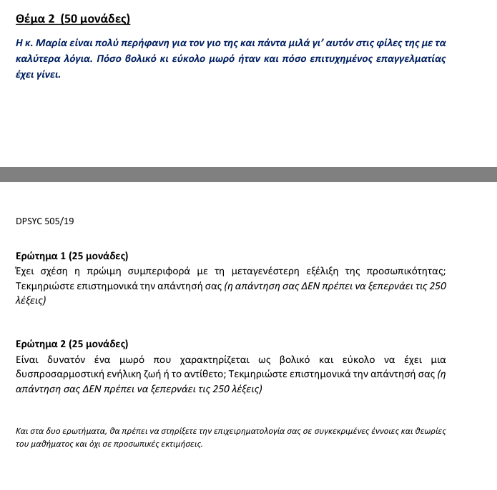 Θέμα 2 (50 μονάδες)
Η κ. Μαρία είναι πολύ περήφανη για τον γιο της και πάντα μιλά γι’ αυτόν στις φίλες της με τα
καλύτερα λόγια. Πόσο βολικό κι εύκολο μωρό ήταν και πόσο επιτυχημένος επαγγελματίας
έχει γίνει.
DPSYC 505/19
Ερώτημα 1 (25 μονάδες)
Έχει σχέση η πρώιμη συμπεριφορά με τη μεταγενέστερη εξέλιξη της προσωπικότητας;
Τεκμηριώστε επιστημονικά την απάντησή σας (η απάντηση σας ΔΕΝ πρέπει να ξεπερνάει τις 250
λέξεις)
Ερώτημα 2 (25 μονάδες)
Είναι δυνατόν ένα μωρό που χαρακτηρίζεται ως βολικό και εύκολο να έχει μια
δυσπροσαρμοστική ενήλικη ζωή ή το αντίθετο; Τεκμηριώστε επιστημονικά την απάντησή σας (η
απάντηση σας ΔΕΝ πρέπει να ξεπερνάει τις 250 λέξεις)
Και στα δυο ερωτήματα, θα πρέπει να στηρίξετε την επιχειρηματολογία σας σε συγκεκριμένες έννοιες και θεωρίες
του μαθήματος και όχι σε προσωπικές εκτιμήσεις.